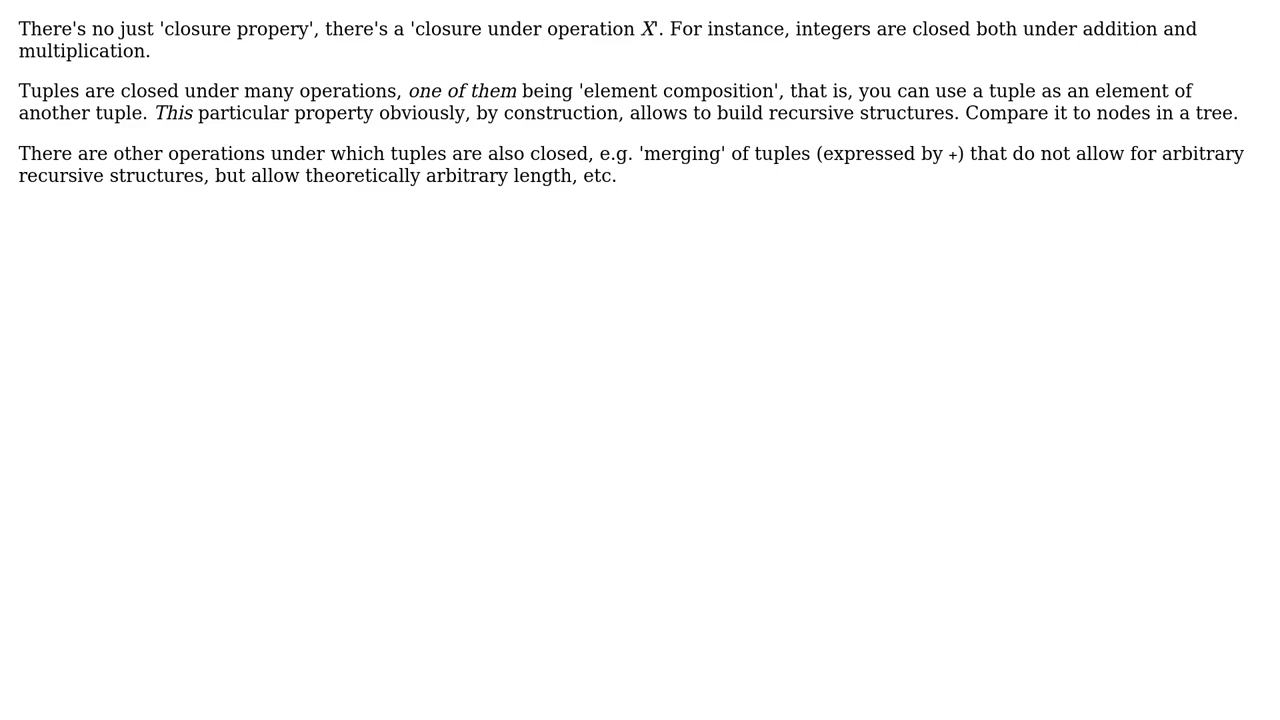 There's no just 'closure propery', there's a 'closure under operation X'. For instance, integers are closed both under addition and
multiplication.
Tuples are closed under many operations, one of them being 'element composition', that is, you can use a tuple as an element of
another tuple. This particular property obviously, by construction, allows to build recursive structures. Compare it to nodes in a tree.
There are other operations under which tuples are also closed, e.g. 'merging' of tuples (expressed by +) that do not allow for arbitrary
recursive structures, but allow theoretically arbitrary length, etc.